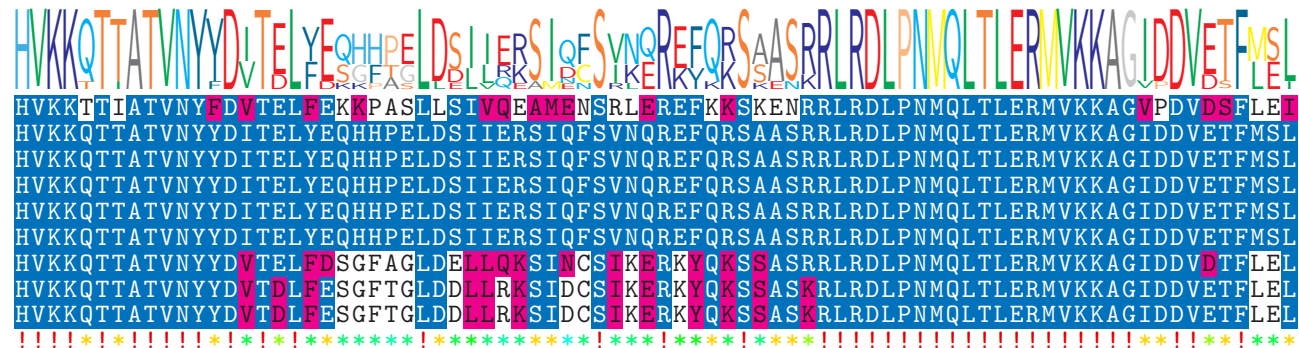 HVKKQTTATVNYYDITELYEQHHPELDSIIERSIQFSVNQREFQRSAASRRLRDLPNMQLTLERMVKKAGIDDVETFMSL
HVKKTTIATVNYFDVTELFEKKPASLLSIVQEAMENSRLEREFKKSKENRRLRDLPNMQLTLERMVKKAGVPDVDSFLEI
HVKKQTTATVNYYDITELYEQHHPELDSIIERSIQFSVNQREFQRSAASRRLRDLPNMQLTLERMVKKAGIDDVETFMSL
HVKKQTTATVNYYDITELYEQHHPELDSIIERSIQFSVNQREFQRSAASRRLRDLPNMQLTLERMVKKAGIDDVETFMSL
HVKKQTTATVNYYDITELYEQHHPELDSIIERSIQFSVNQREFQRSAASRRLRDLPNMQLTLERMVKKAGIDDVETFMSL
HVKKQTTATVNYYDITELYEQHHPELDSIIERSIQFSVNQREFQRSAASRRLRDLPNMQLTLERMVKKAGIDDVETFMSL
HVKKQTTATVNYYDITELYEQHHPELDSIIERSIQFSVNQREFQRSAASRRLRDLPNMQLTLERMVKKAGIDDVETFMSL
HVKKQTTATVNYYDVTELFDSGFAGLDELLQKSINCSIKERKYQKSSASRRLRDLPNMQLTLERMVKKAGIDDVDTFLEL
HVKKQTTATVNYYDVTDLFESGFTGLDDLLRKSIDCSIKERKYQKSSASKRLRDLPNMQLTLERMVKKAGIDDVETFLEL
HVKKQTTATVNYYDVTDLFESGFTGLDDLLRKSIDCSIKERKYQKSSASKRLRDLPNMQLTLERMVKKAGIDDVETFLEL
!!!!*!*!!!!!*!*!*!*******!**********!***!****!****!!!!!!!!!!!!!!!!!!!!**!!**!***